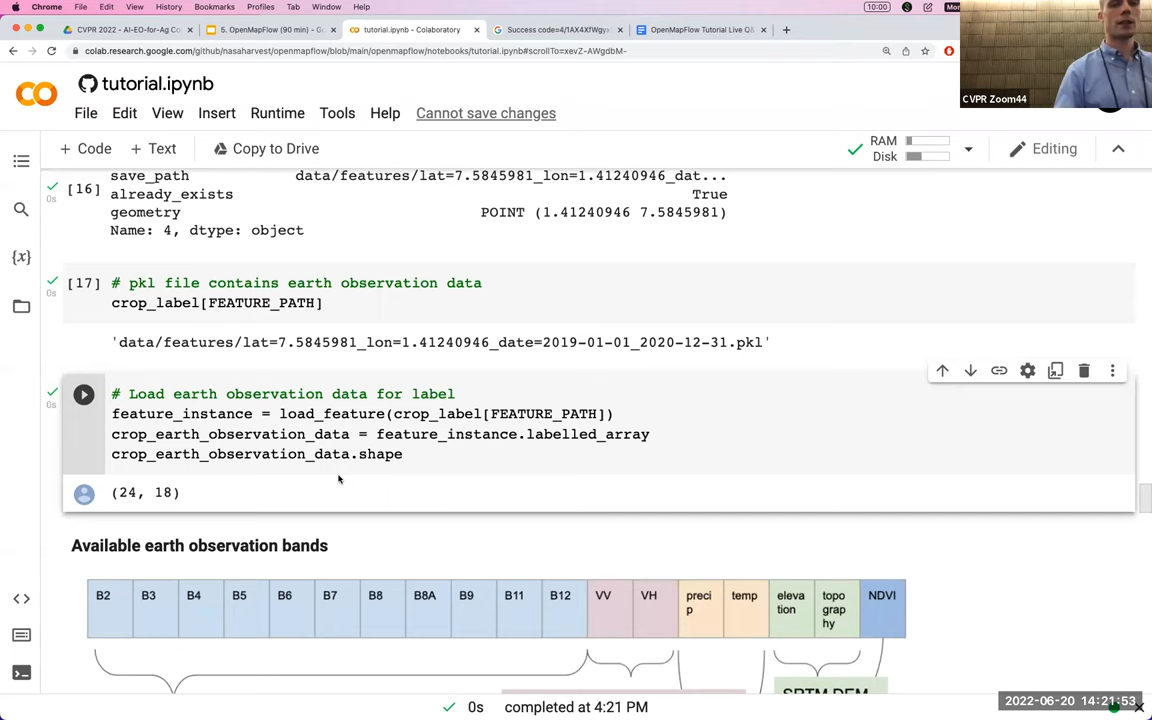 Chrome File Edit View History Bookmarks Profiles Tab Window Help 10:00
CVPR 2022 - AI-EO-for-Ag Co
5. OpenMapFlow (90 min) - G
tutorial.ipynb - Colaboratory
Success code=4/1AX4XfWgy
OpenMapFlow Tutorial Live Q&
colab.research.google.com/github/nasaharvest/openmapflow/blob/main/openmapflow/notebooks/tutorial.ipynb#scrollTo=xevZ-AWgdbM-
CVPR Zoom44
tutorial.ipynb
File Edit View Insert Runtime Tools Help Cannot save changes
+ Code + Text Copy to Drive
RAM
Disk
Editing
[16]
0s
save_path data/features/lat=7.5845981_lon=1.41240946_dat...
already_exists True
geometry POINT (1.41240946 7.5845981)
Name: 4, dtype: object
[17] # pkl file contains earth observation data
0s
crop_label[FEATURE_PATH]
'data/features/lat=7.5845981_lon=1.41240946_date=2019-01-01_2020-12-31.pkl'
0s
# Load earth observation data for label
feature_instance = load_feature(crop_label[FEATURE_PATH])
crop_earth_observation_data = feature_instance.labelled_array
crop_earth_observation_data.shape
(24, 18)
Available earth observation bands
B2 B3 B4 B5 B6 B7 B8 B8A B9 B11 B12 VV VH preci temp eleva topo NDVI
p tion grap
hy
SRTM DEM
0s completed at 4:21 PM
2022-06-20 14:21:53